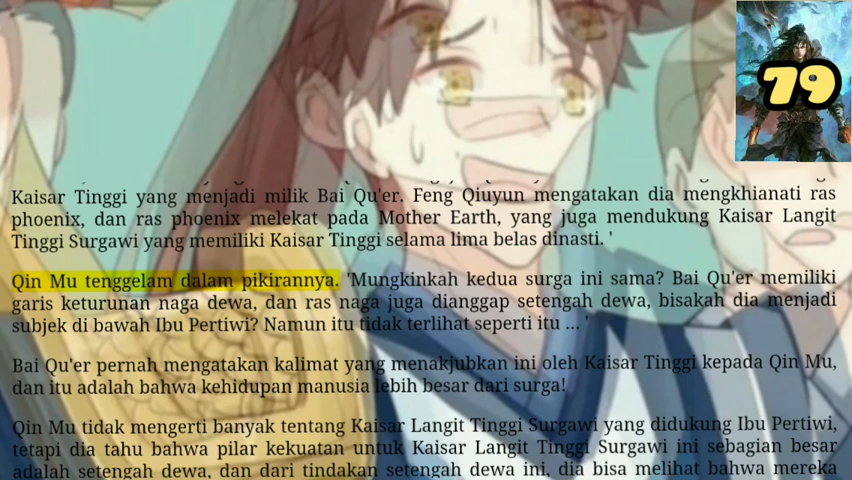 79
Kaisar Tinggi yang menjadi milik Bai Qu'er. Feng Qiuyun mengatakan dia mengkhianati ras
phoenix, dan ras phoenix melekat pada Mother Earth, yang juga mendukung Kaisar Langit
Tinggi Surgawi yang memiliki Kaisar Tinggi selama lima belas dinasti. '
Qin Mu tenggelam dalam pikirannya. 'Mungkinkah kedua surga ini sama? Bai Qu'er memiliki
garis keturunan naga dewa, dan ras naga juga dianggap setengah dewa, bisakah dia menjadi
subjek di bawah Ibu Pertiwi? Namun itu tidak terlihat seperti itu ... '
Bai Qu'er pernah mengatakan kalimat yang menakjubkan ini oleh Kaisar Tinggi kepada Qin Mu,
dan itu adalah bahwa kehidupan manusia lebih besar dari surga!
Qin Mu tidak mengerti banyak tentang Kaisar Langit Tinggi Surgawi yang didukung Ibu Pertiwi,
tetapi dia tahu bahwa pilar kekuatan untuk Kaisar Langit Tinggi Surgawi ini sebagian besar
adalah setengah dewa, dan dari tindakan setengah dewa ini, dia bisa melihat bahwa mereka